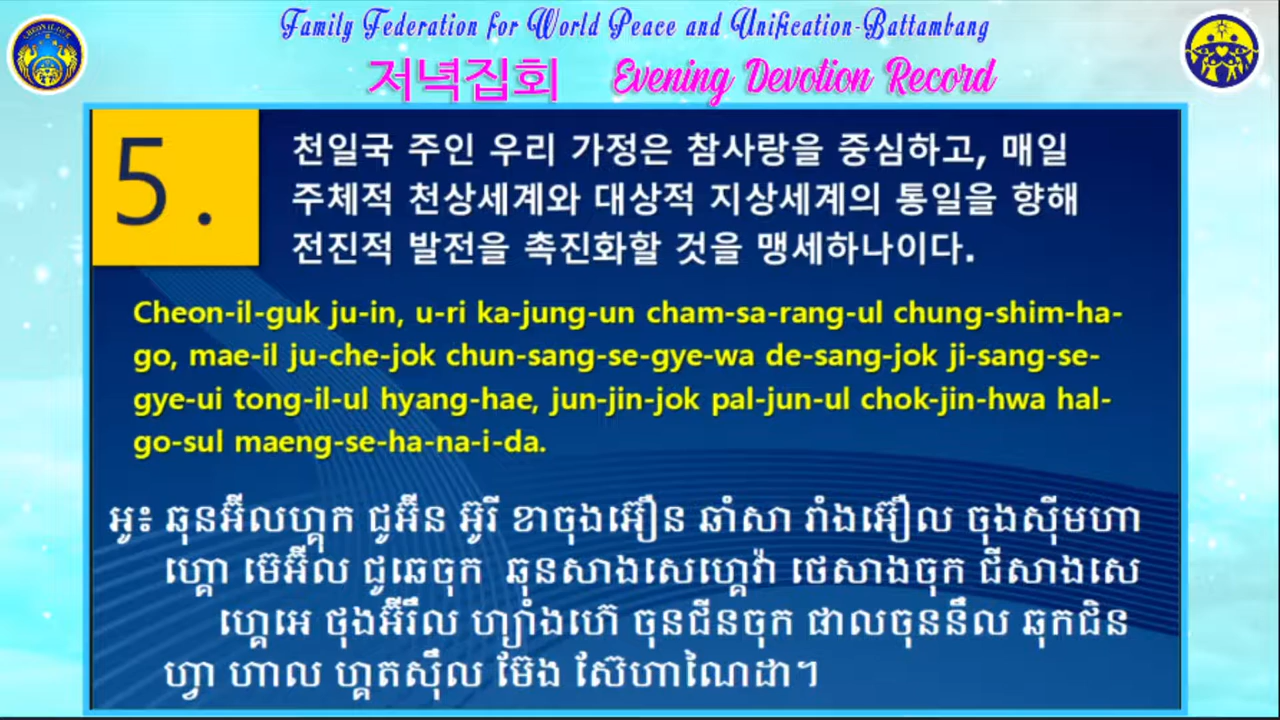 Family Federation for World Peace and Unification-Battambang
저녁집회 Evening Devotion Record
5.
천일국 주인 우리 가정은 참사랑을 중심하고, 매일
주체적 천상세계와 대상적 지상세계의 통일을 향해
전진적 발전을 촉진화할 것을 맹세하나이다.
Cheon-il-guk ju-in, u-ri ka-jung-un cham-sa-rang-ul chung-shim-ha-
go, mae-il ju-che-jok chun-sang-se-gye-wa de-sang-jok ji-sang-se-
gye-ui tong-il-ul hyang-hae, jun-jin-jok pal-jun-ul chok-jin-hwa hal-
go-sul maeng-se-ha-na-i-da.
អូ៖ ឆុនអ៊ីលហ្គុក ជូអ៊ីន អ៊ូរី ខាចុងអ៊ឿន ឆាំសា រ៉ាំងអ៊ឿល ចុងស៊ីមហា
ហ្គោ ម៉េអ៊ីល ជូឆេចុក ឆុនសាងសេហ្គេវ៉ា ថេសាងចុក ជីសាងសេ
ហ្គេអេ ថុងអ៊ីរឹល ហ្យាំងហ៊េ ចុនជីនចុក ផាលចុននឹល ឆុកជិន
ហ្វា ហាល ហ្គតស៊ឹល ម៉ែង ស៊ែហាណៃដា។